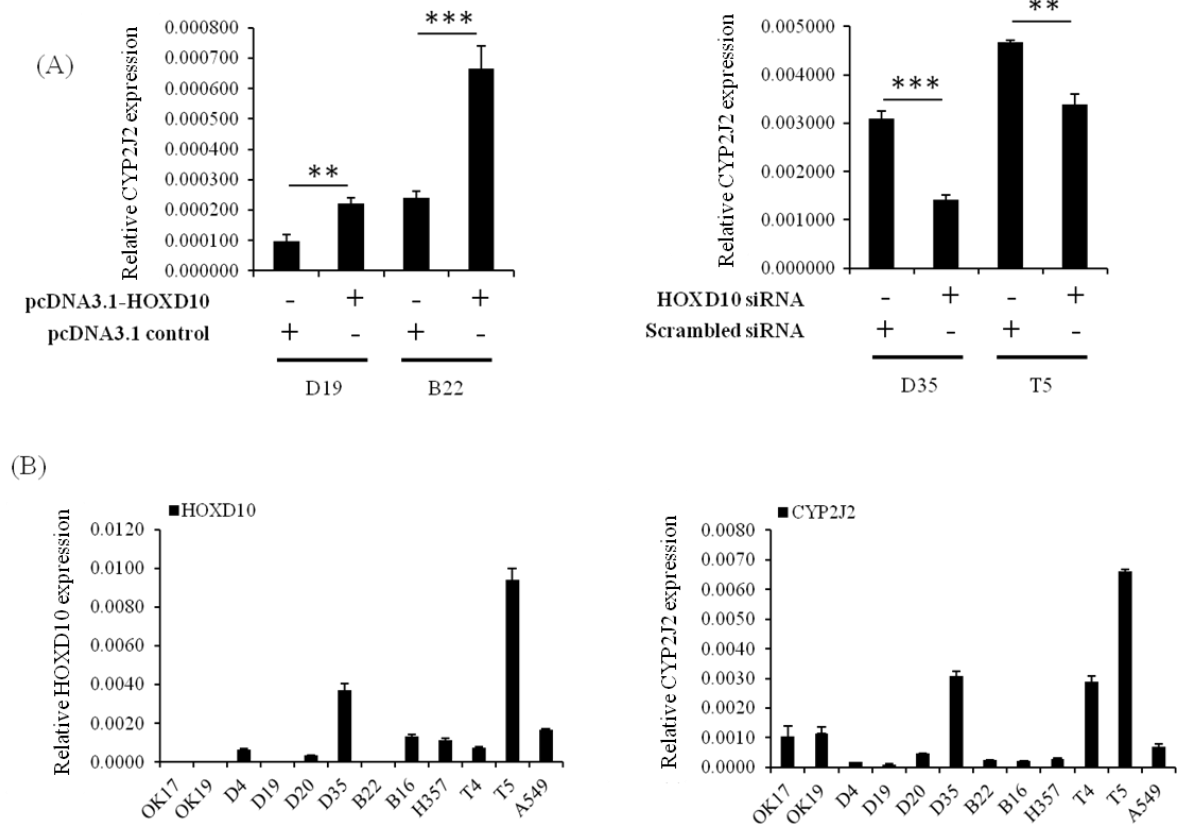 (A)
Relative CYP2J2 expression
0.000800
0.000700
0.000600
0.000500
0.000400
0.000300
0.000200
0.000100
0.000000
**
***
pcDNA3.1-HOXD10 - + - +
pcDNA3.1 control + - + -
D19 B22
Relative CYP2J2 expression
0.005000
0.004000
0.003000
0.002000
0.001000
0.000000
***
**
HOXD10 siRNA - + - +
Scrambled siRNA + - + -
D35 T5
(B)
HOXD10
Relative HOXD10 expression
0.0120
0.0100
0.0080
0.0060
0.0040
0.0020
0.0000
OK17 OK19 D4 D19 D20 D35 B22 B16 H357 T4 T5 A549
CYP2J2
Relative CYP2J2 expression
0.0080
0.0070
0.0060
0.0050
0.0040
0.0030
0.0020
0.0010
0.0000
OK17 OK19 D4 D19 D20 D35 B22 B16 H357 T4 T5 A549